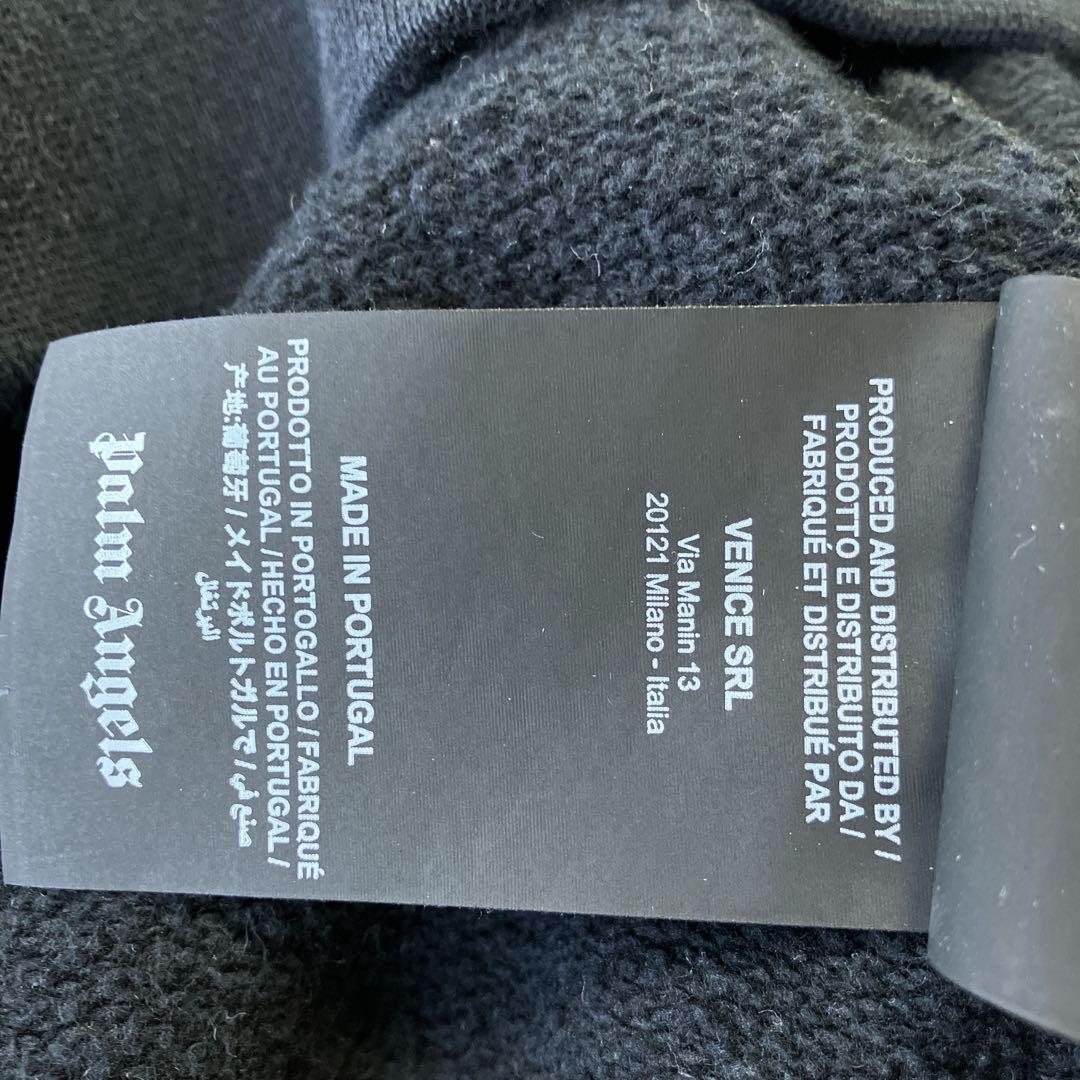 PRODUCED AND DISTRIBUTED BY /
PRODOTTO E DISTRIBUITO DA /
FABRIQUÉ ET DISTRIBUÉ PAR
VENICE SRL
Via Manin 13
20121 Milano - Italia
MADE IN PORTUGAL
PRODOTTO IN PORTOGALLO / FABRIQUÉ
AU PORTUGAL / HECHO EN PORTUGAL /
产地:葡萄牙 / メイドポルトガルで / صنع في
البرتغال
Palm Angels